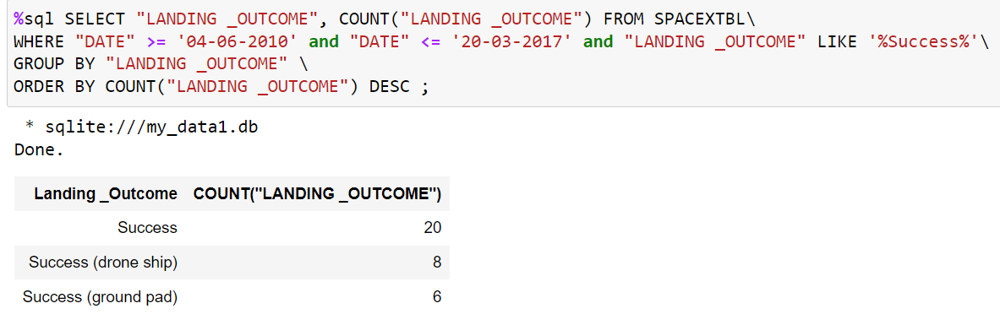 %sql SELECT "LANDING _OUTCOME", COUNT("LANDING _OUTCOME") FROM SPACEXTBL\
WHERE "DATE" >= '04-06-2010' and "DATE" <= '20-03-2017' and "LANDING _OUTCOME" LIKE '%Success%'\
GROUP BY "LANDING _OUTCOME" \
ORDER BY COUNT("LANDING _OUTCOME") DESC ;
* sqlite:///my_data1.db
Done.
Landing _Outcome COUNT("LANDING _OUTCOME")
Success 20
Success (drone ship) 8
Success (ground pad) 6